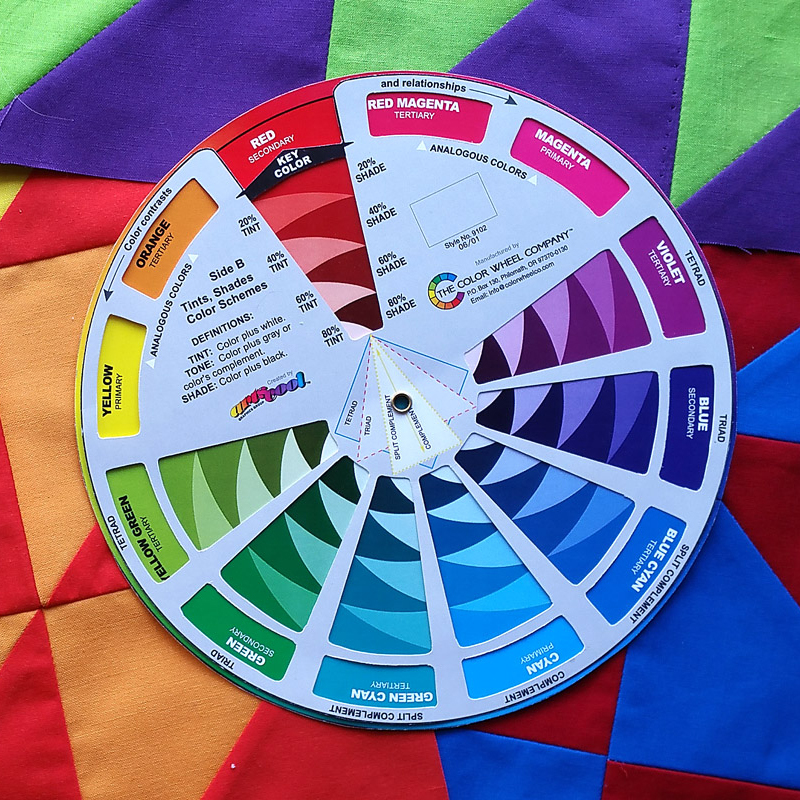 and relationships
RED MAGENTA
TERTIARY
MAGENTA
PRIMARY
ANALOGOUS COLORS
RED
SECONDARY
KEY
COLOR
20%
SHADE
40%
SHADE
60%
SHADE
80%
SHADE
20%
TINT
40%
TINT
60%
TINT
80%
TINT
Style No. 9102
06/01
Manufactured by
THE COLOR WHEEL COMPANY™
P.O. Box 130, Philomath, OR 97370-0130
Email: info@colorwheelco.com
Color contrasts
ORANGE
TERTIARY
ANALOGOUS COLORS
YELLOW
PRIMARY
Side B
Tints, Shades
Color Schemes
DEFINITIONS:
TINT: Color plus white.
TONE: Color plus gray or
color's complement.
SHADE: Color plus black.
Created by
TETRAD
TRIAD
SPLIT COMPLEMENT
COMPLEMENT
VIOLET
TERTIARY
TETRAD
BLUE
SECONDARY
TRIAD
BLUE CYAN
TERTIARY
SPLIT COMPLEMENT
CYAN
PRIMARY
COMPLEMENT
GREEN CYAN
TERTIARY
SPLIT COMPLEMENT
GREEN
SECONDARY
TRIAD
YELLOW GREEN
TERTIARY
TETRAD